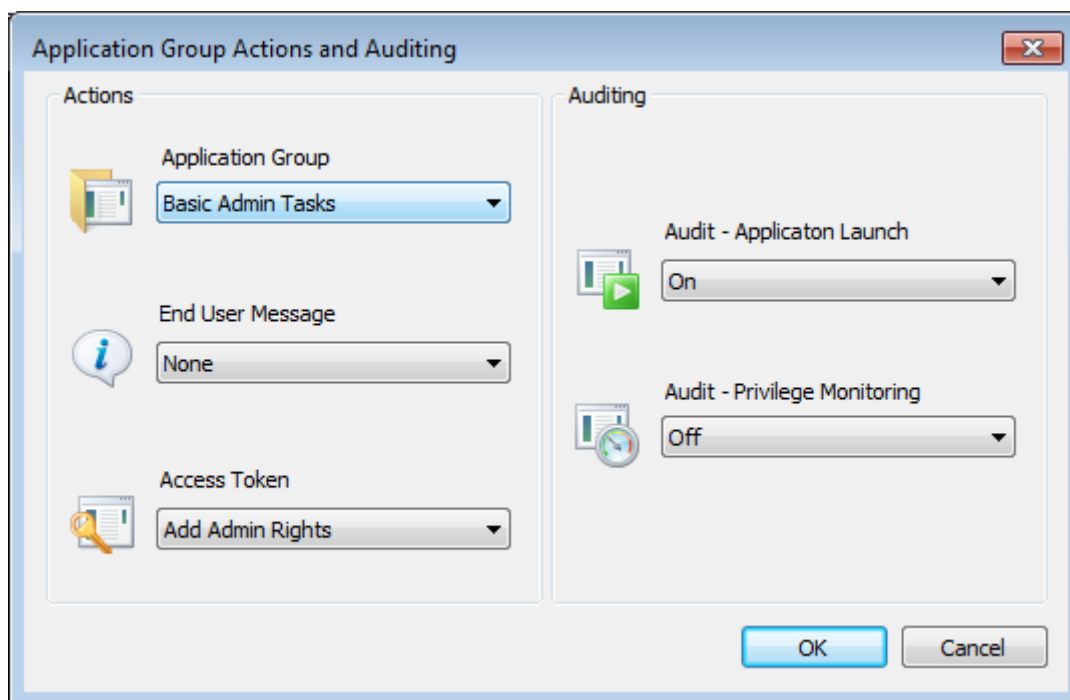 Application Group Actions and Auditing
Actions
Application Group
Basic Admin Tasks
End User Message
None
Access Token
Add Admin Rights
Auditing
Audit - Applicaton Launch
On
Audit - Privilege Monitoring
Off
OK
Cancel